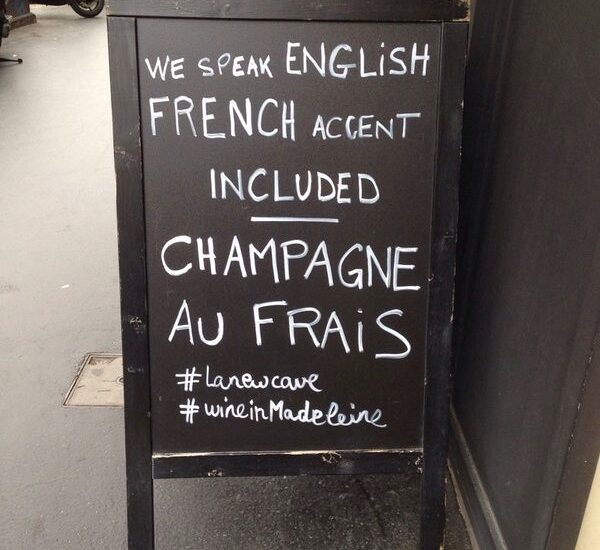 WE SPEAK ENGLiSH
FRENCH ACCENT
INCLUDED
CHAMPAGNE
AU FRAiS
#Lanewcave
#wineinMadeleine